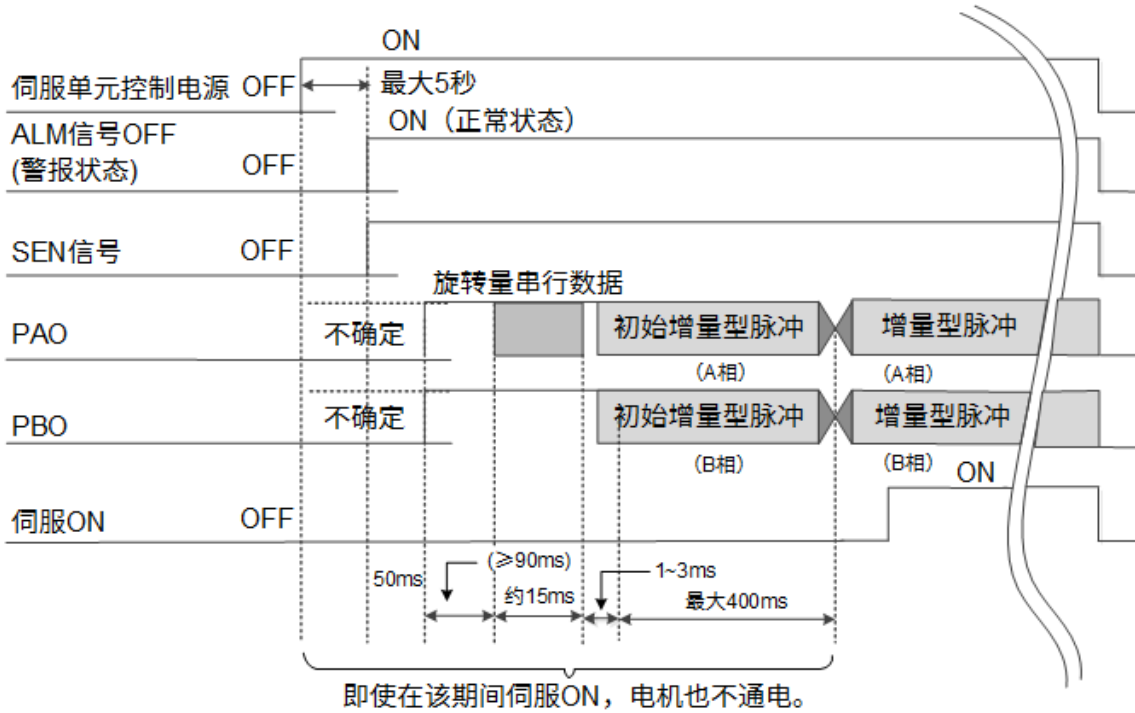 ON
伺服单元控制电源 OFF
最大5秒
ALM信号OFF
(警报状态) OFF
ON（正常状态）
SEN信号 OFF
旋转量串行数据
PAO 不确定 初始增量型脉冲 增量型脉冲
(A相) (A相)
PBO 不确定 初始增量型脉冲 增量型脉冲
(B相) (B相)
ON
伺服ON OFF
50ms (≥90ms) 1~3ms
约15ms 最大400ms
即使在该期间伺服ON，电机也不通电。